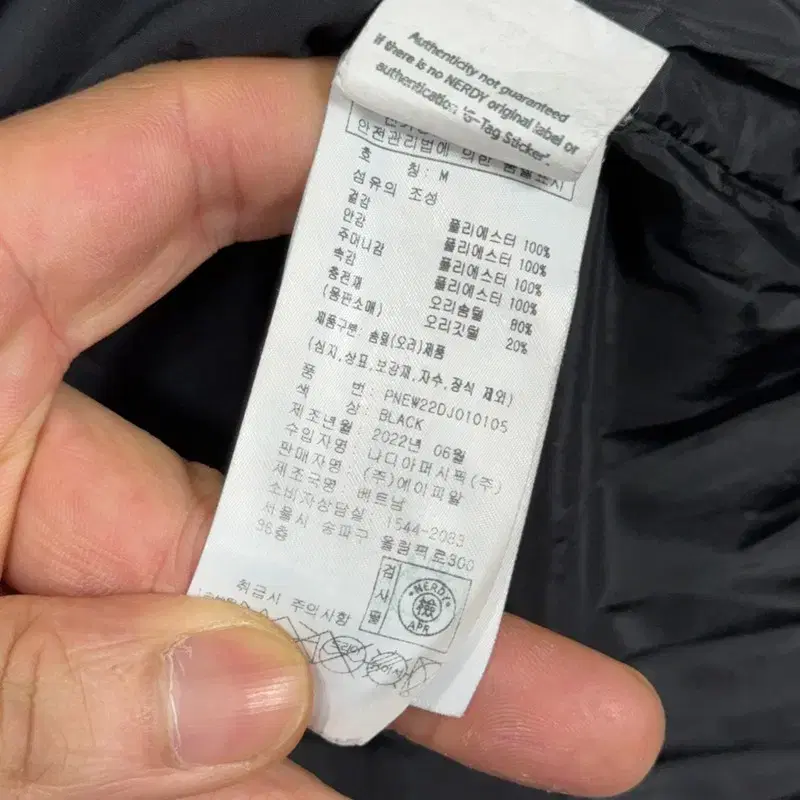 Authenticity not guaranteed
if there is no NERDY original label or
authentication 'G-Tag Sticker'.
안전관리법에 의한 품질표시
호 칭 : M
섬유의 조성
겉감 폴리에스터 100%
안감 폴리에스터 100%
주머니감 폴리에스터 100%
속감 폴리에스터 100%
충전재 오리솜털 80%
(몸판소매) 오리깃털 20%
제품구분: 솜털(오리)제품
(심지,상표,보강재,자수,장식 제외)
품 번 : PNEW22DJ010105
색 상 : BLACK
제조년월 : 2022년 06월
수입자명 : 나디아퍼시픽(주)
판매자명 : (주)에이피알
제조국명 : 베트남
소비자상담실 1544-2083
서울시 송파구 올림픽로300
36층
검사필
NERDY
檢
APR
취급시 주의사항
드라이